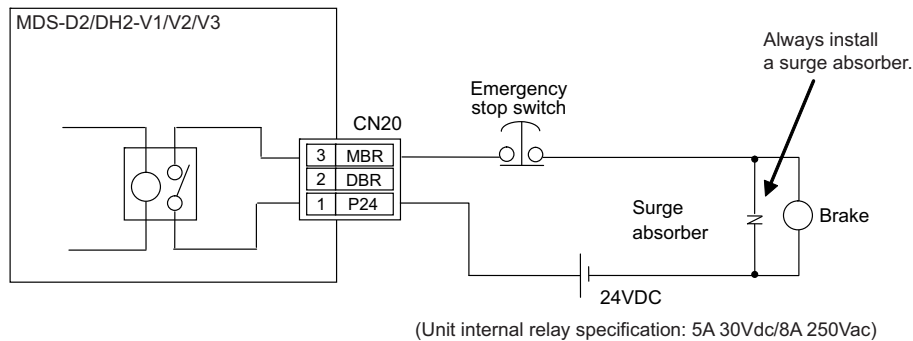 MDS-D2/DH2-V1/V2/V3
Always install
a surge absorber.
Emergency
stop switch
CN20
3 MBR
2 DBR
1 P24
Surge
absorber
Brake
24VDC
(Unit internal relay specification: 5A 30Vdc/8A 250Vac)